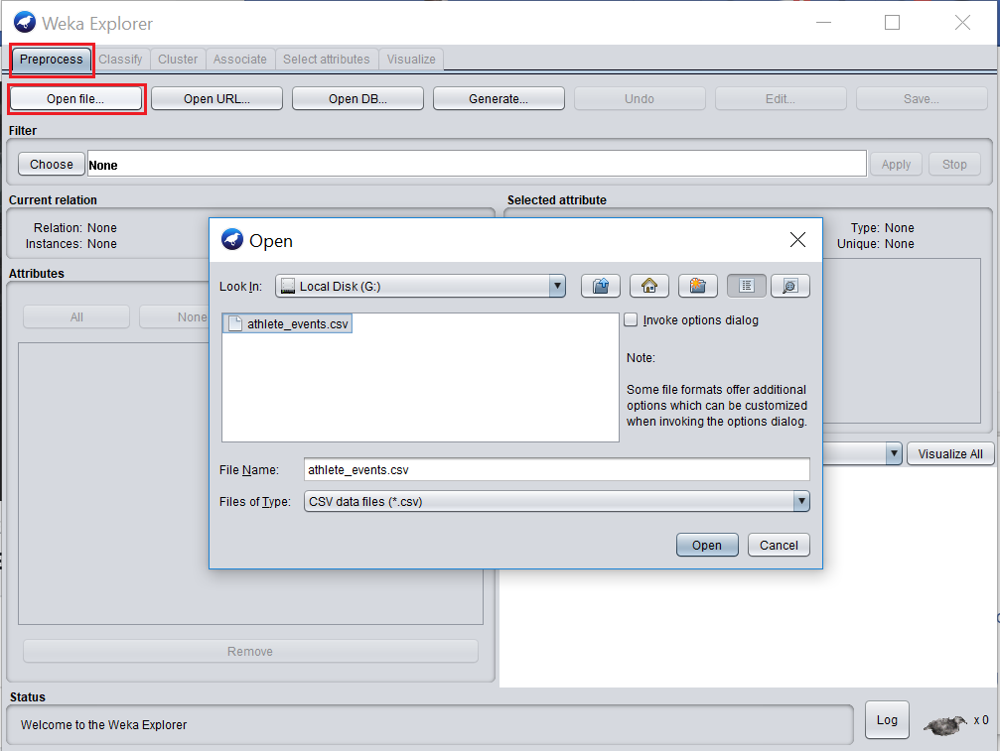 Weka Explorer
Preprocess Classify Cluster Associate Select attributes Visualize
Open file... Open URL... Open DB... Generate... Undo Edit... Save...
Filter
Choose None Apply Stop
Current relation Selected attribute
Relation: None Type: None
Instances: None Unique: None
Attributes
All None
Open
Look In: Local Disk (G:)
athlete_events.csv
Invoke options dialog
Note:
Some file formats offer additional
options which can be customized
when invoking the options dialog.
File Name: athlete_events.csv
Files of Type: CSV data files (*.csv)
Open Cancel
Visualize All
Remove
Status
Welcome to the Weka Explorer
Log x 0